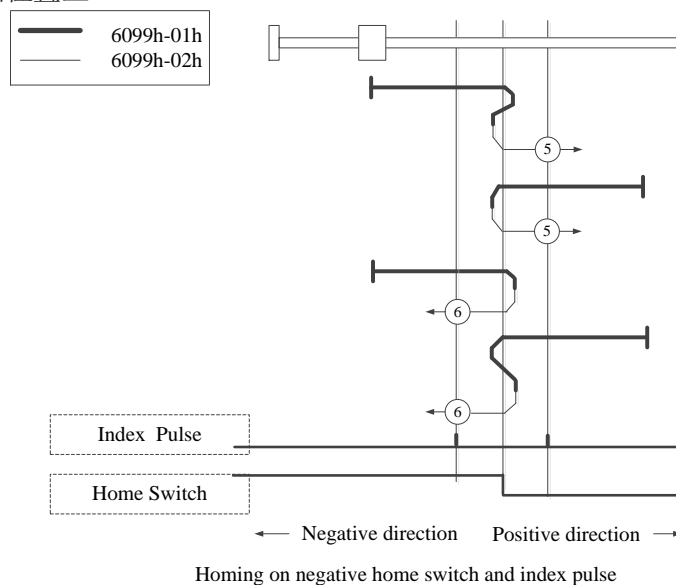 6099h-01h
6099h-02h
5
5
6
6
Index Pulse
Home Switch
Negative direction Positive direction
Homing on negative home switch and index pulse